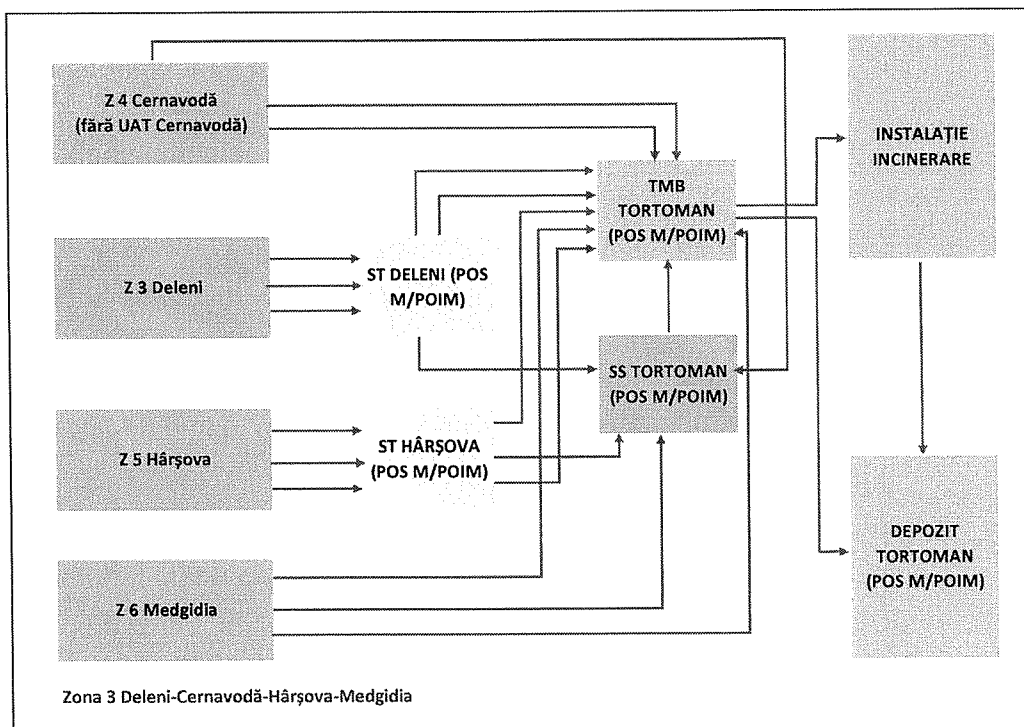 Z 4 Cernavodă
(fără UAT Cernavodă)
INSTALAȚIE
INCINERARE
TMB
TORTOMAN
(POS M/POIM)
Z 3 Deleni
ST DELENI (POS
M/POIM)
SS TORTOMAN
(POS M/POIM)
Z 5 Hârșova
ST HÂRȘOVA
(POS M/POIM)
DEPOZIT
TORTOMAN
(POS M/POIM)
Z 6 Medgidia
Zona 3 Deleni-Cernavodă-Hârșova-Medgidia